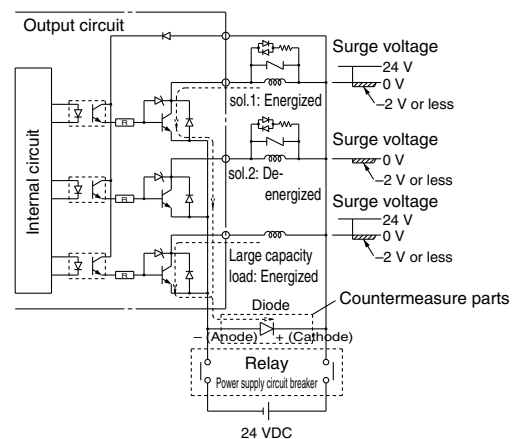 Output circuit
Internal circuit
R
R
R
sol.1: Energized
sol.2: De-
energized
Large capacity
load: Energized
Surge voltage
24 V
0 V
–2 V or less
Surge voltage
0 V
–2 V or less
Surge voltage
24 V
0 V
–2 V or less
Countermeasure parts
Diode
– (Anode)
+ (Cathode)
Relay
Power supply circuit breaker
24 VDC